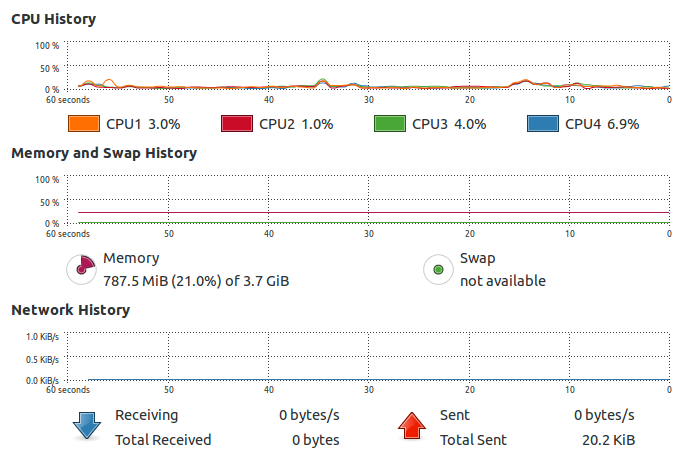 CPU History
100 %
50 %
0 %
60 seconds 50 40 30 20 10 0
CPU1 3.0% CPU2 1.0% CPU3 4.0% CPU4 6.9%
Memory and Swap History
100 %
50 %
0 %
60 seconds 50 40 30 20 10 0
Memory Swap
787.5 MiB (21.0%) of 3.7 GiB not available
Network History
1.0 KiB/s
0.5 KiB/s
0.0 KiB/s
60 seconds 50 40 30 20 10 0
Receiving 0 bytes/s Sent 0 bytes/s
Total Received 0 bytes Total Sent 20.2 KiB